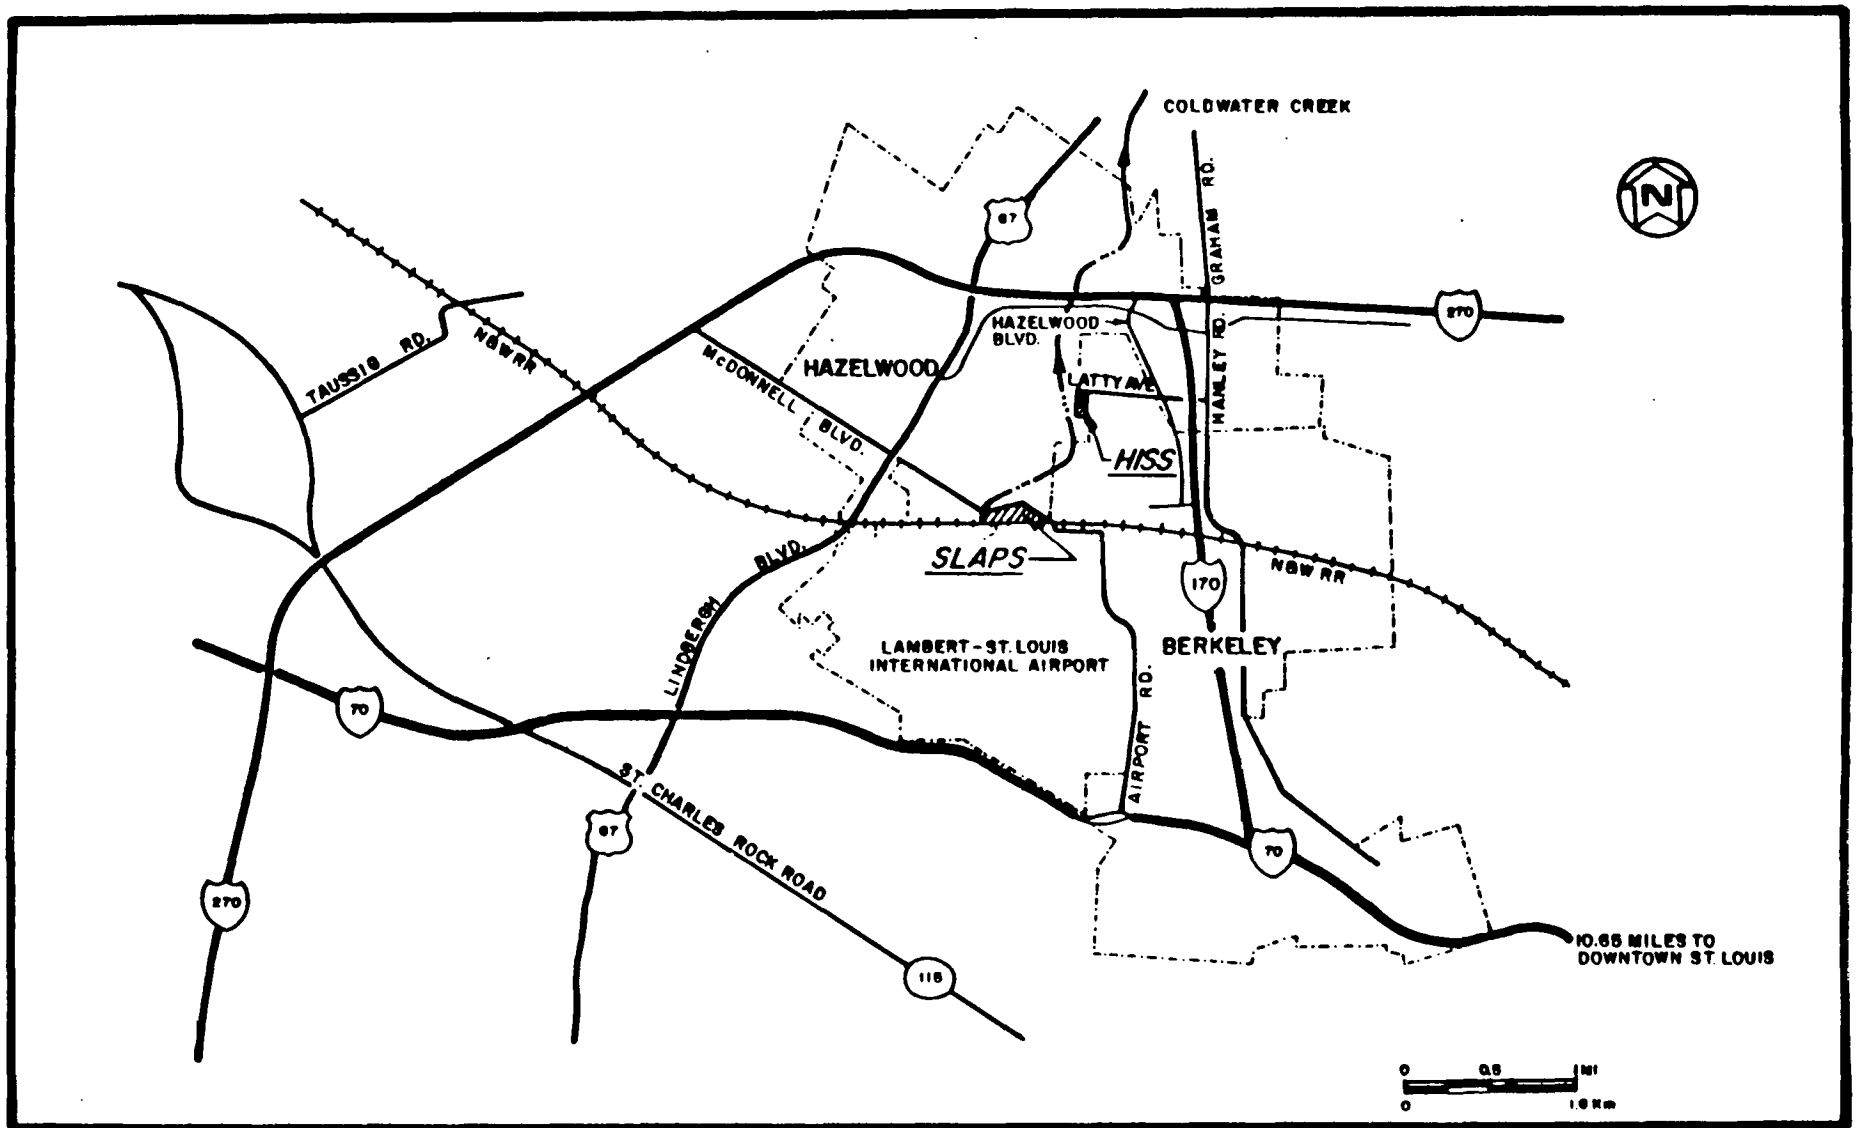 COLDWATER CREEK
N
GRAHAM RD.
67
270
HAZELWOOD
BLVD.
N&W RR
TAUSSIG RD.
McDONNELL BLVD.
HAZELWOOD
LATTY AVE
HANLEY RD.
HISS
SLAPS
BLVD.
LINDBERGH
N&W RR
170
LAMBERT-ST. LOUIS
INTERNATIONAL AIRPORT
BERKELEY
AIRPORT RD.
70
ST. CHARLES ROCK ROAD
67
70
270
115
10.65 MILES TO
DOWNTOWN ST. LOUIS
0 0.5 1 MI
0 1.6 Km